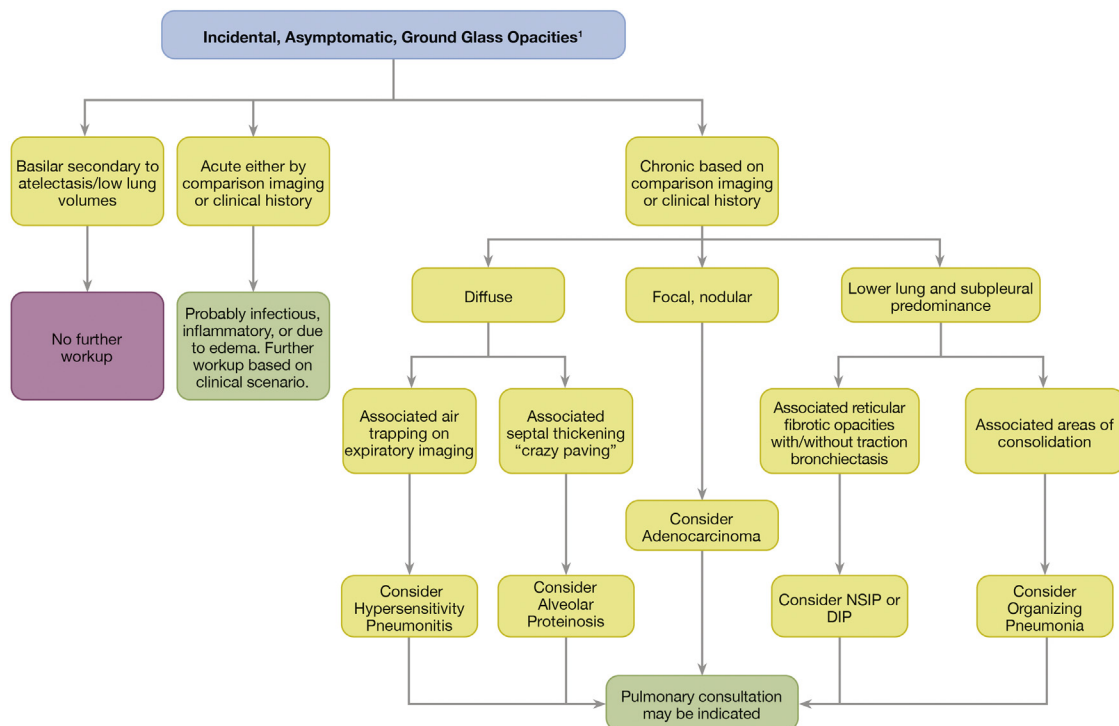 Incidental, Asymptomatic, Ground Glass Opacities¹
Basilar secondary to
atelectasis/low lung
volumes
Acute either by
comparison imaging
or clinical history
Chronic based on
comparison imaging
or clinical history
No further
workup
Probably infectious,
inflammatory, or due
to edema. Further
workup based on
clinical scenario.
Diffuse
Focal, nodular
Lower lung and subpleural
predominance
Associated air
trapping on
expiratory imaging
Associated
septal thickening
“crazy paving”
Associated reticular
fibrotic opacities
with/without traction
bronchiectasis
Associated areas of
consolidation
Consider
Adenocarcinoma
Consider
Hypersensitivity
Pneumonitis
Consider
Alveolar
Proteinosis
Consider NSIP or
DIP
Consider
Organizing
Pneumonia
Pulmonary consultation
may be indicated